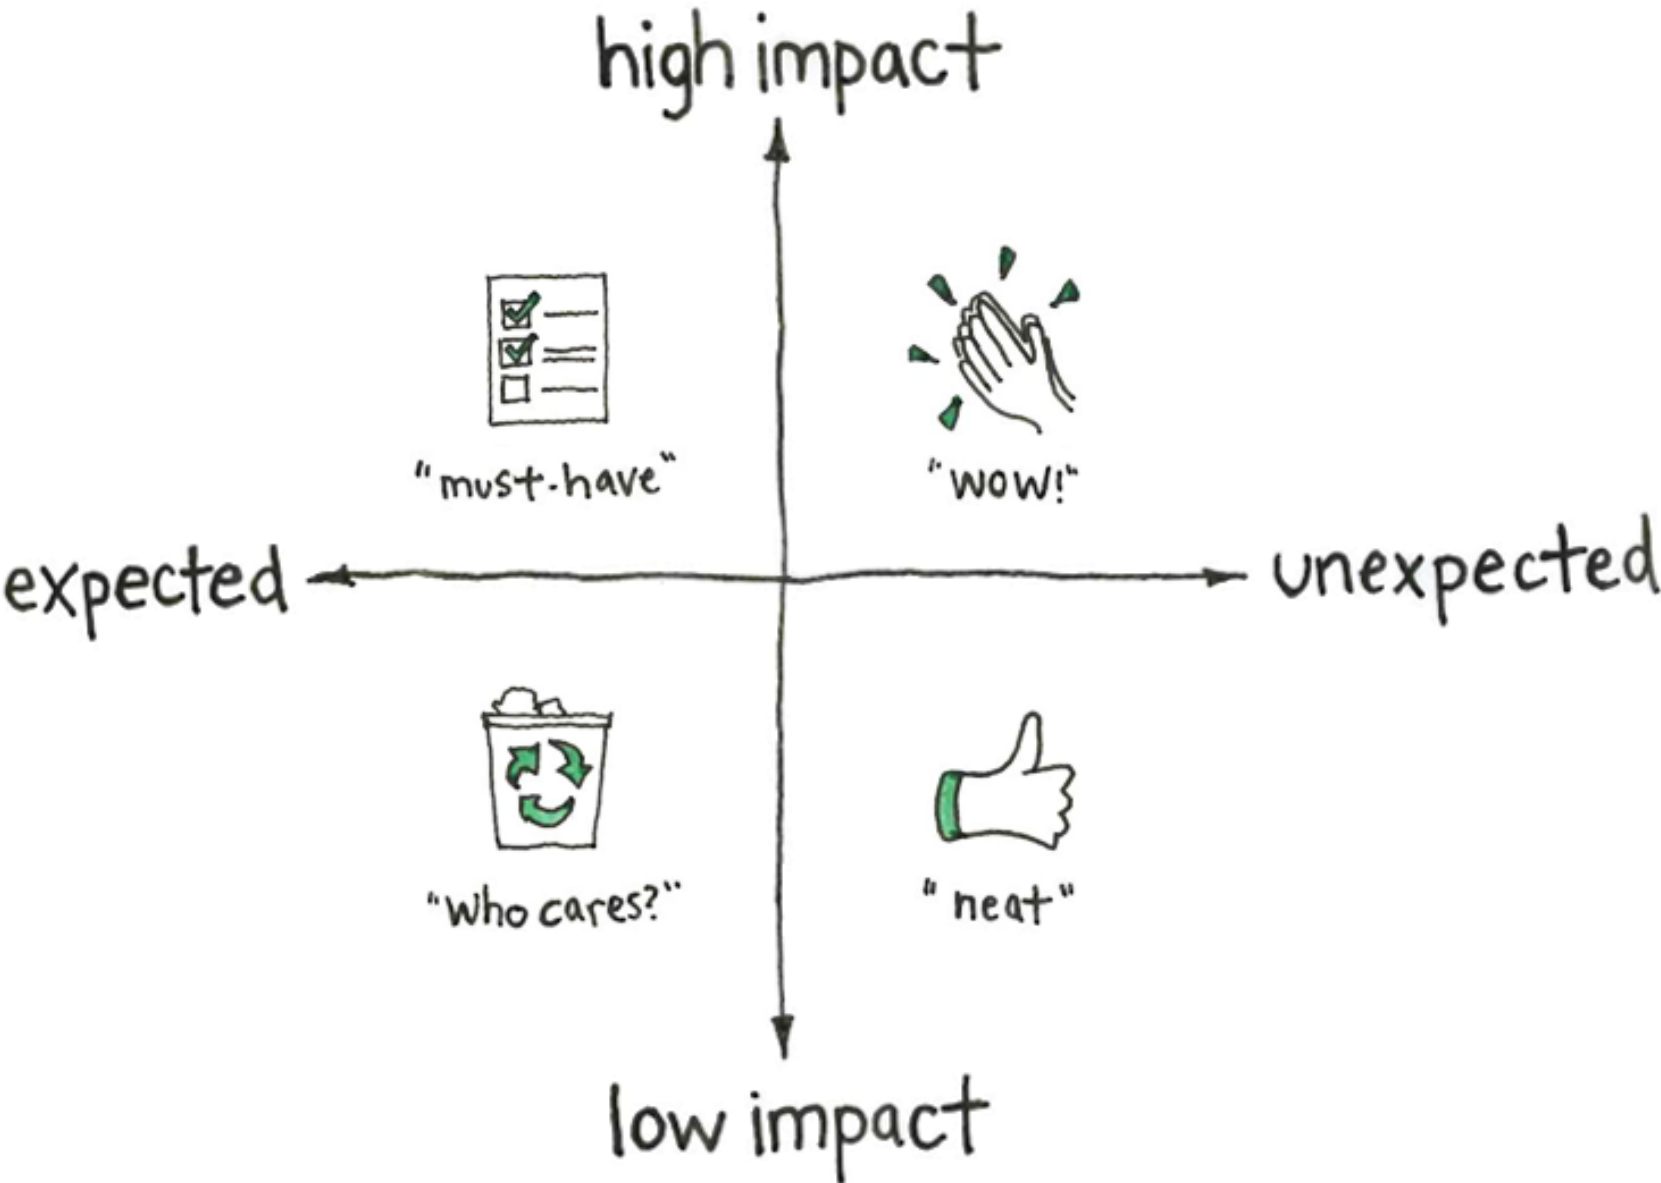 high impact
"must-have"
"wow!"
expected
unexpected
"who cares?"
"neat"
low impact